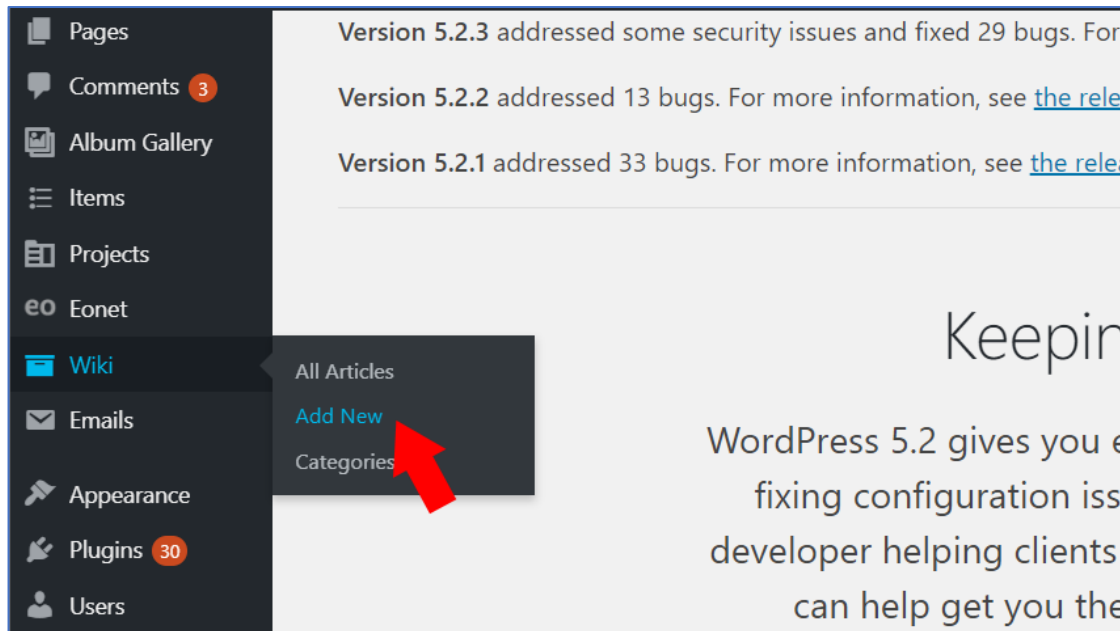 Pages
Comments 3
Album Gallery
Items
Projects
eo Eonet
Wiki
Emails
Appearance
Plugins 30
Users
All Articles
Add New
Categories
Version 5.2.3 addressed some security issues and fixed 29 bugs. For
Version 5.2.2 addressed 13 bugs. For more information, see the rele
Version 5.2.1 addressed 33 bugs. For more information, see the relea
Keepin
WordPress 5.2 gives you e
fixing configuration iss
developer helping clients
can help get you the